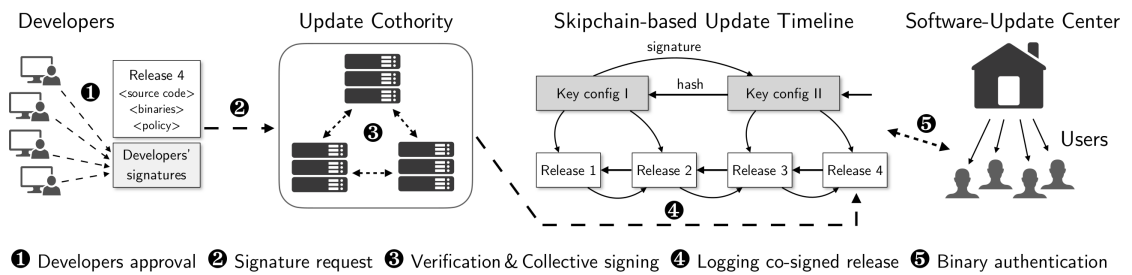 Developers
Update Cothority
Skipchain-based Update Timeline
Software-Update Center
❶
Release 4
<source code>
<binaries>
<policy>
Developers'
signatures
❷
❸
signature
Key config I
hash
Key config II
Release 1
Release 2
Release 3
Release 4
❹
❺
Users
❶ Developers approval ❷ Signature request ❸ Verification & Collective signing ❹ Logging co-signed release ❺ Binary authentication